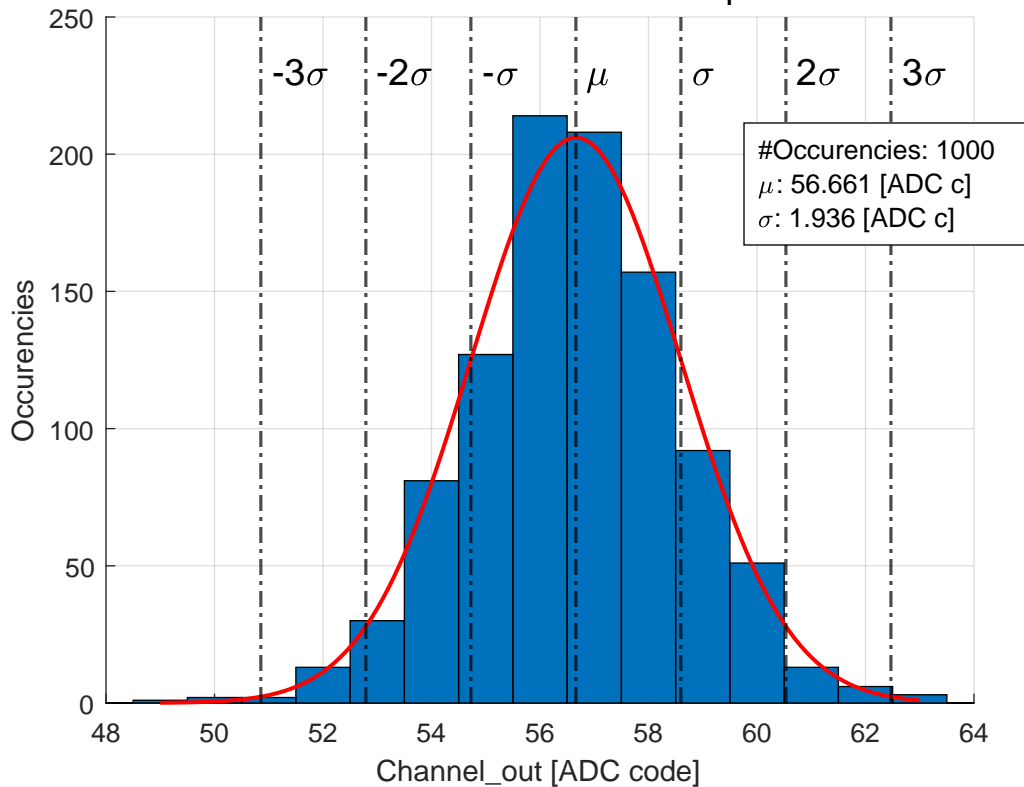 250
200
150
100
50
0
-3σ -2σ -σ μ σ 2σ 3σ
#Occurencies: 1000
μ: 56.661 [ADC c]
σ: 1.936 [ADC c]
Occurencies
48 50 52 54 56 58 60 62 64
Channel_out [ADC code]